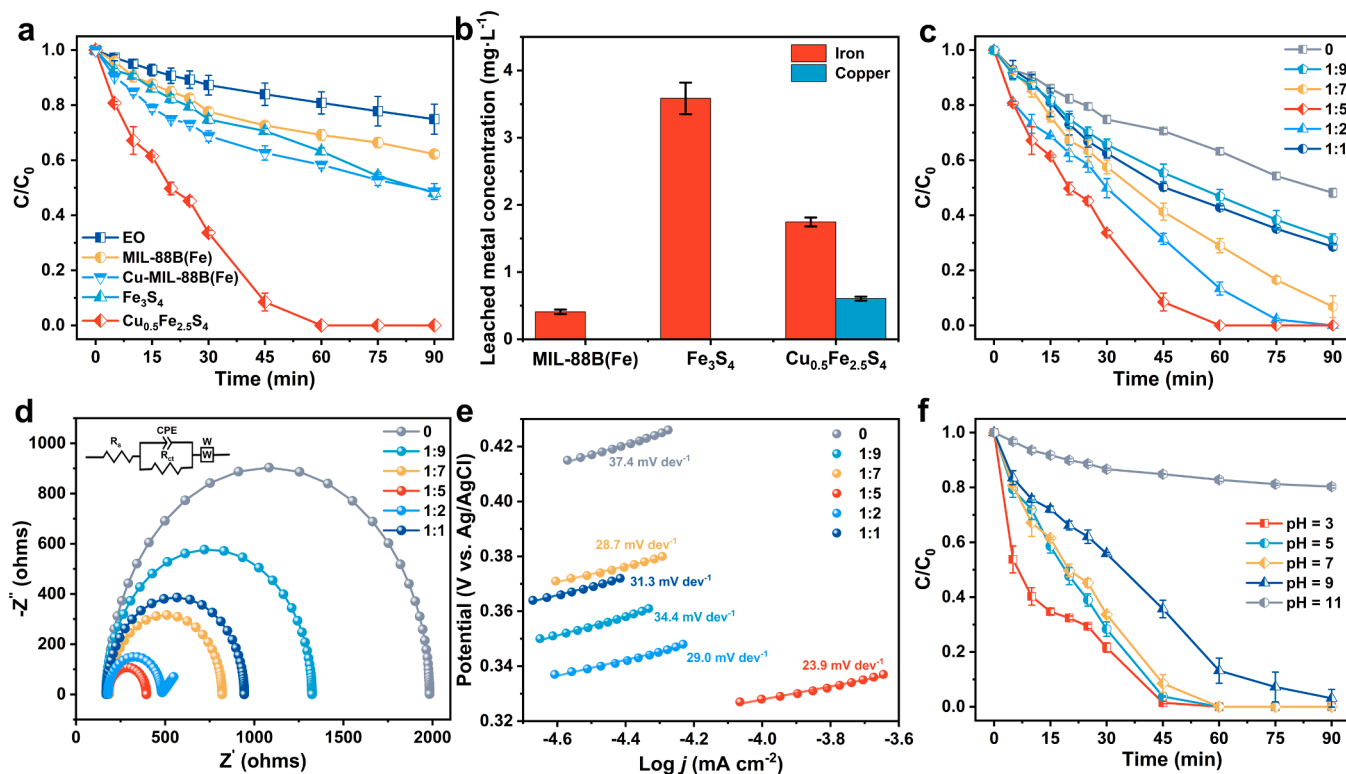 a
C/C₀
1.0
0.8
0.6
0.4
0.2
0.0
EO
MIL-88B(Fe)
Cu-MIL-88B(Fe)
Fe₃S₄
Cu₀.₅Fe₂.₅S₄
0 15 30 45 60 75 90
Time (min)
b
Leached metal concentration (mg·L⁻¹)
4
3
2
1
0
Iron
Copper
MIL-88B(Fe) Fe₃S₄ Cu₀.₅Fe₂.₅S₄
c
C/C₀
1.0
0.8
0.6
0.4
0.2
0.0
0
1:9
1:7
1:5
1:2
1:1
0 15 30 45 60 75 90
Time (min)
d
-Z'' (ohms)
1000
800
600
400
200
0
Rₛ
CPE
R_ct
W
W
0
1:9
1:7
1:5
1:2
1:1
0 500 1000 1500 2000
Z' (ohms)
e
Potential (V vs. Ag/AgCl)
0.42
0.40
0.38
0.36
0.34
0.32
37.4 mV dev⁻¹
28.7 mV dev⁻¹
31.3 mV dev⁻¹
34.4 mV dev⁻¹
29.0 mV dev⁻¹
23.9 mV dev⁻¹
0
1:9
1:7
1:5
1:2
1:1
-4.6 -4.4 -4.2 -4.0 -3.8 -3.6
Log j (mA cm⁻²)
f
C/C₀
1.0
0.8
0.6
0.4
0.2
0.0
pH = 3
pH = 5
pH = 7
pH = 9
pH = 11
0 15 30 45 60 75 90
Time (min)